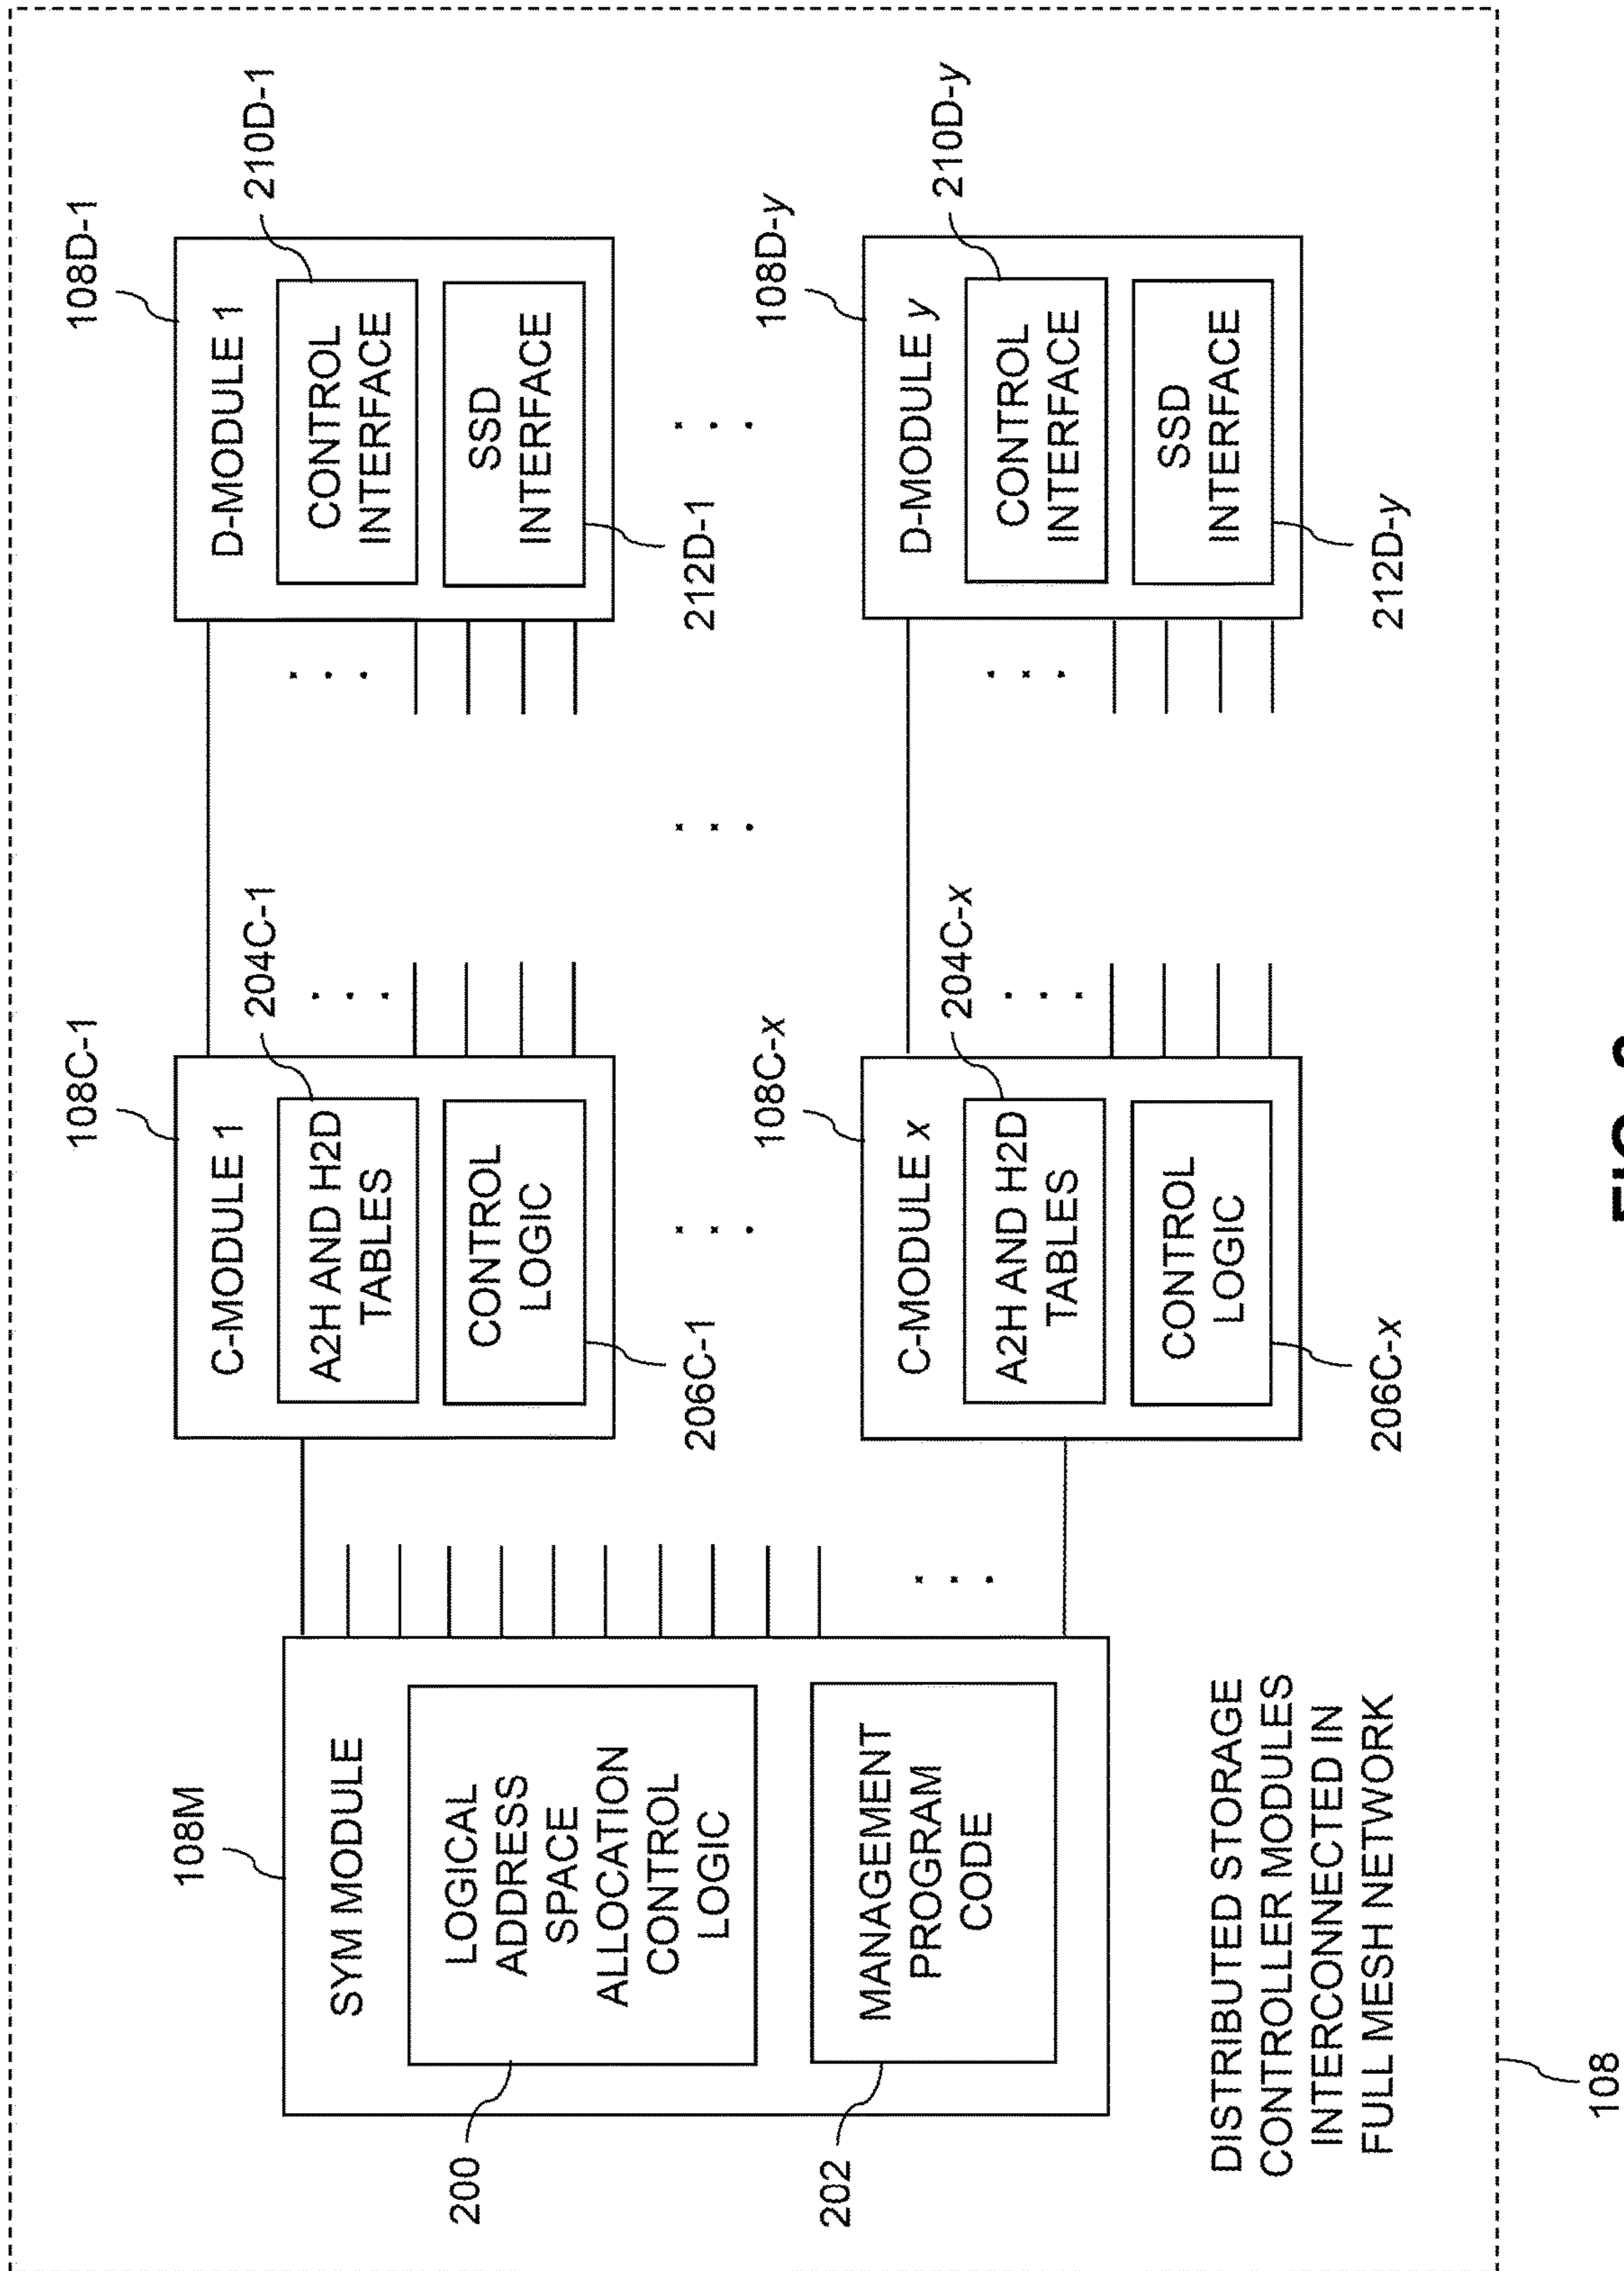 108M
SYM MODULE
LOGICAL
ADDRESS
SPACE
ALLOCATION
CONTROL
LOGIC
200
MANAGEMENT
PROGRAM
CODE
202
DISTRIBUTED STORAGE
CONTROLLER MODULES
INTERCONNECTED IN
FULL MESH NETWORK
108
108C-1
C-MODULE 1
204C-1
A2H AND H2D
TABLES
CONTROL
LOGIC
206C-1
108C-x
C-MODULE x
204C-x
A2H AND H2D
TABLES
CONTROL
LOGIC
206C-x
108D-1
D-MODULE 1
210D-1
CONTROL
INTERFACE
SSD
INTERFACE
212D-1
108D-y
D-MODULE y
210D-y
CONTROL
INTERFACE
SSD
INTERFACE
212D-y